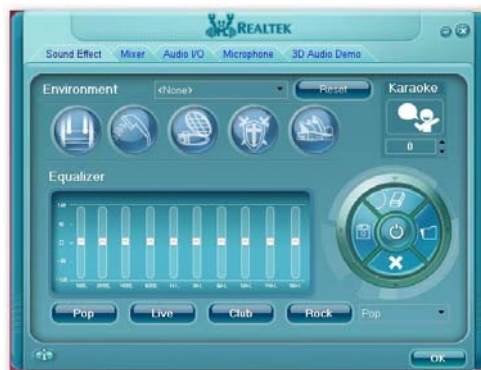 REALTEK
Sound Effect Mixer Audio I/O Microphone 3D Audio Demo
Environment <None> Reset Karaoke
0
Equalizer
Pop Live Club Rock Pop
OK